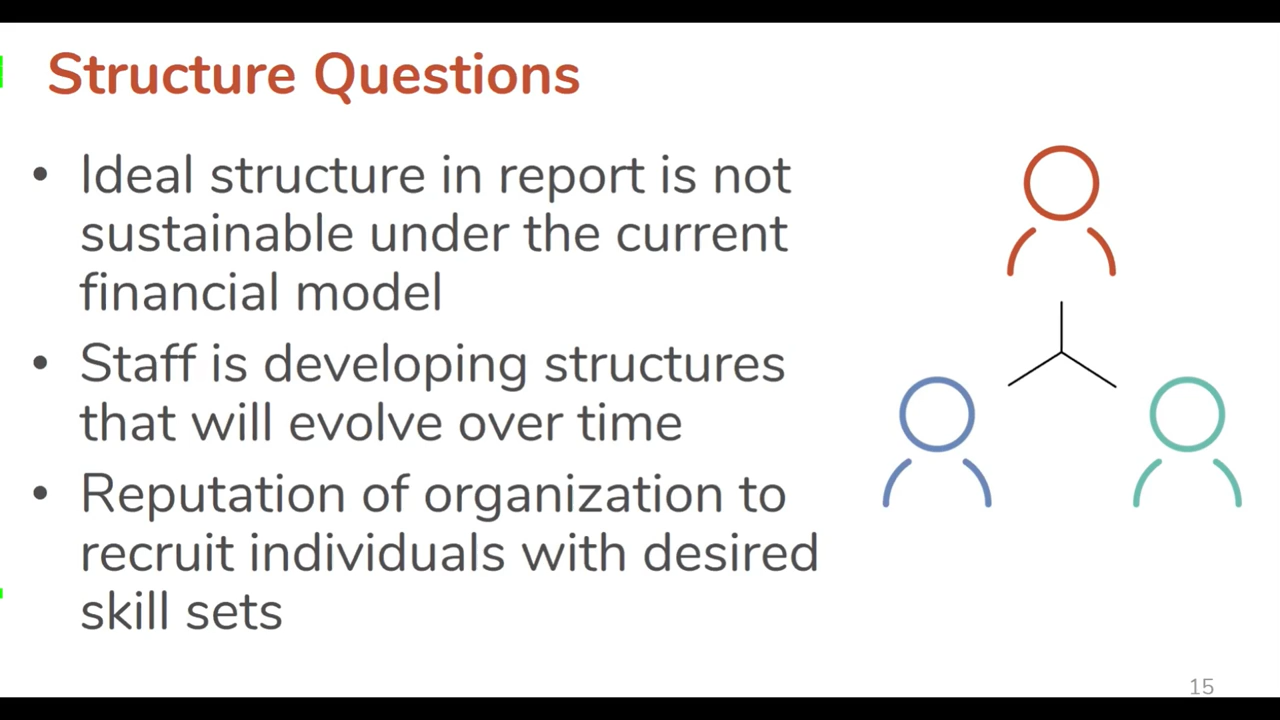 Structure Questions
• Ideal structure in report is not
sustainable under the current
financial model
• Staff is developing structures
that will evolve over time
• Reputation of organization to
recruit individuals with desired
skill sets
15